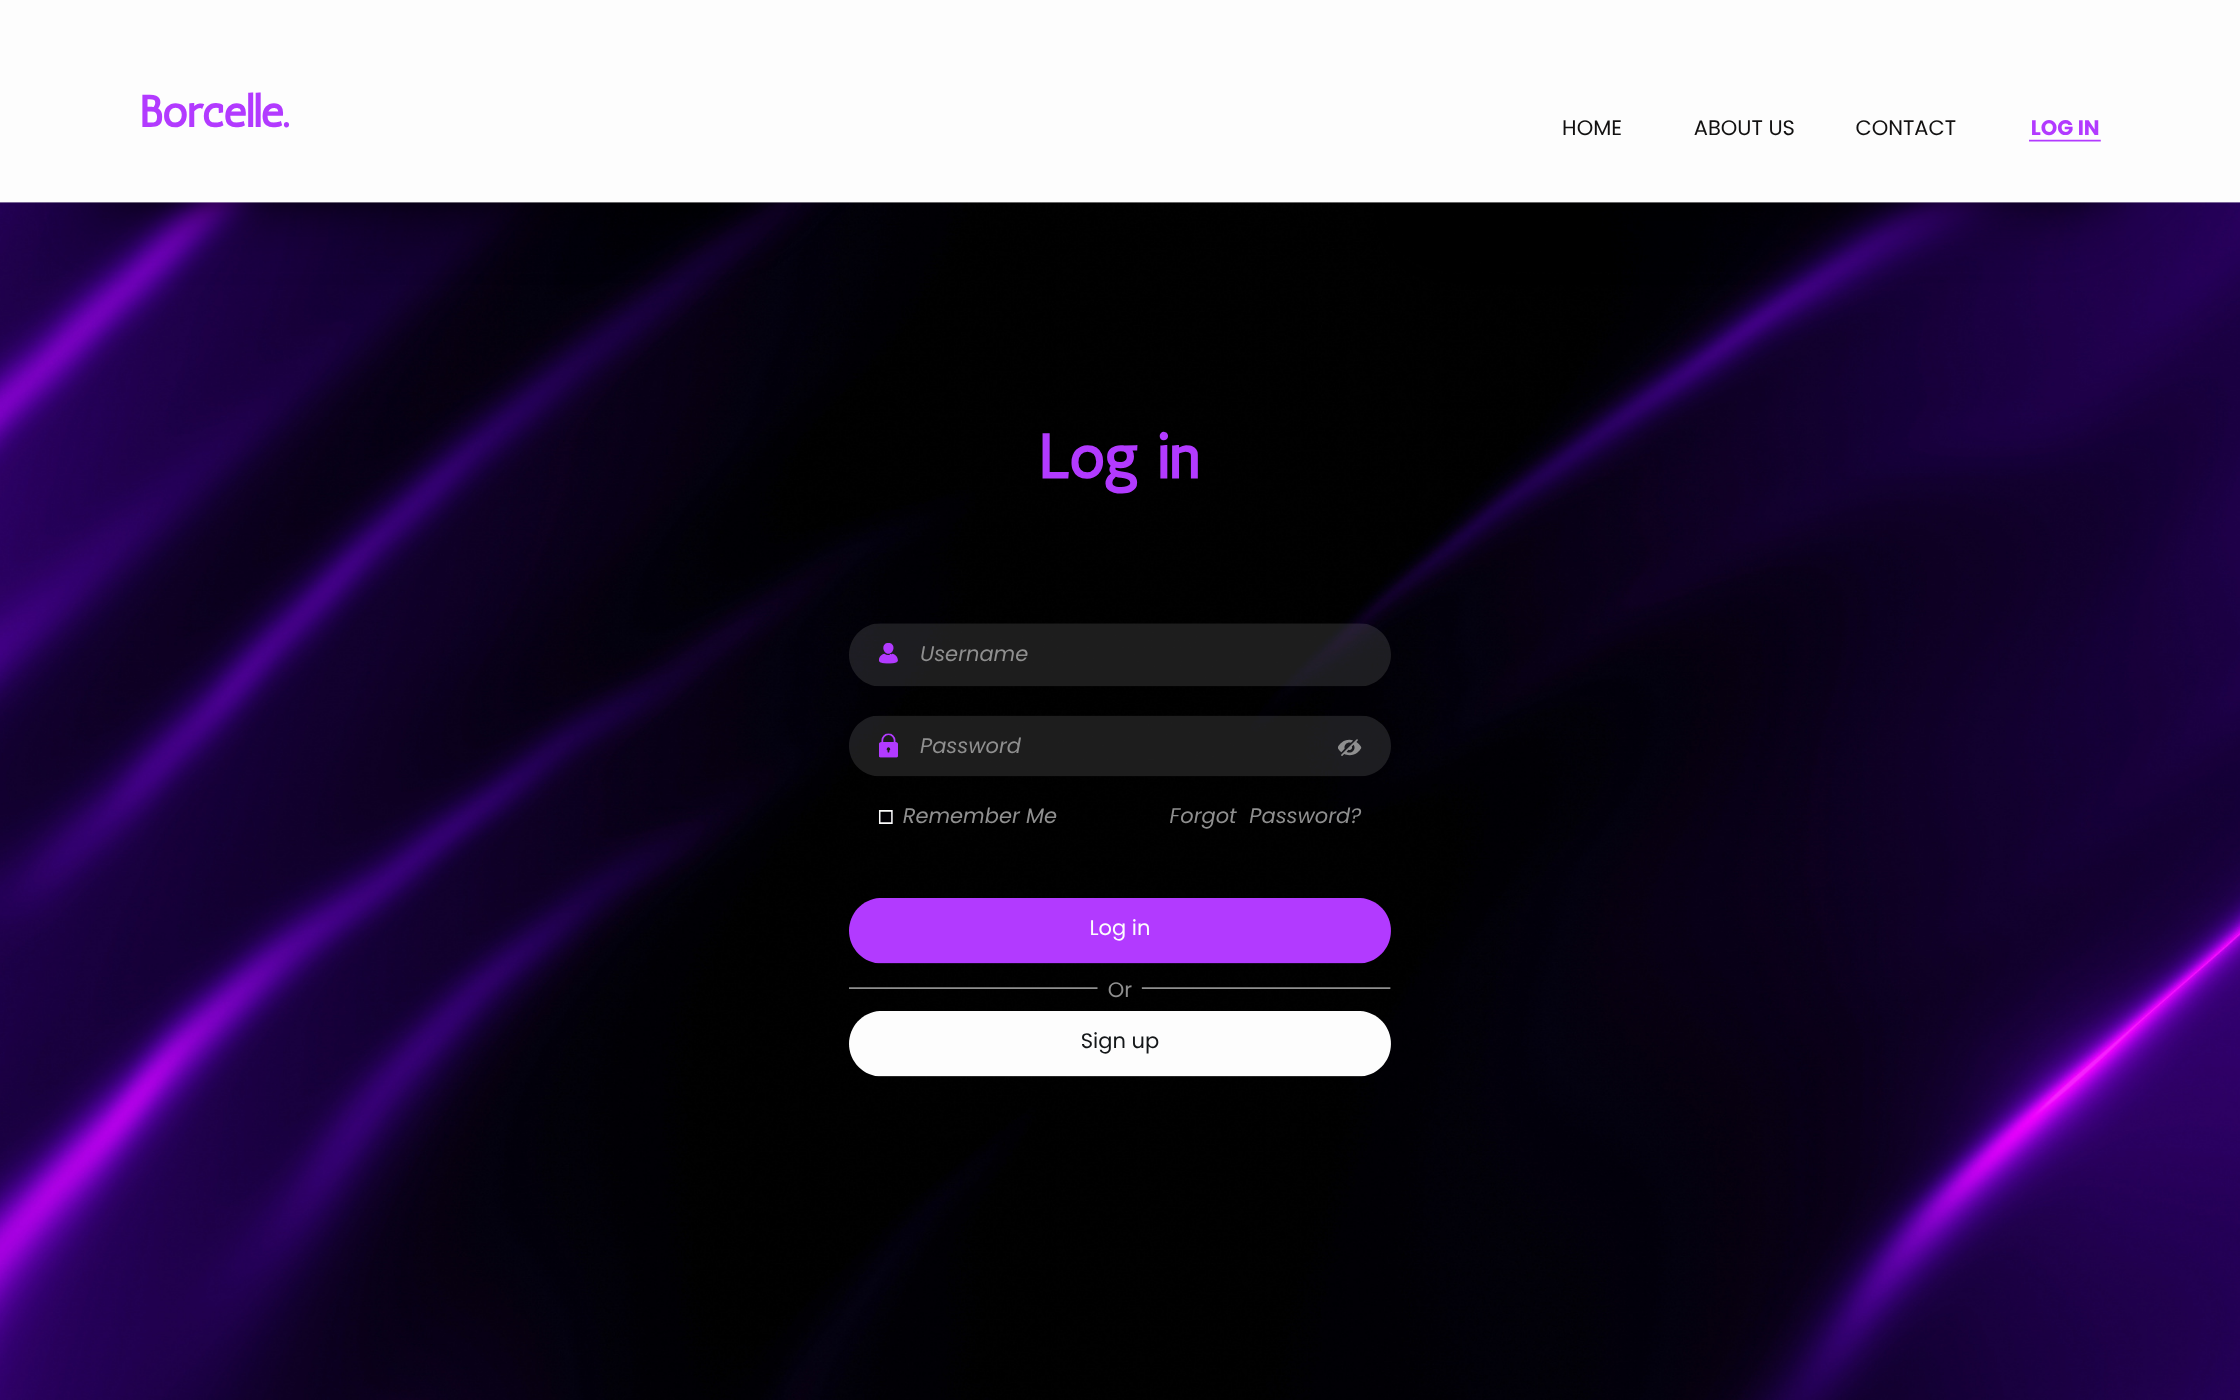 Borcelle.
HOME ABOUT US CONTACT LOG IN
Log in
Username
Password
Remember Me Forgot Password?
Log in
Or
Sign up